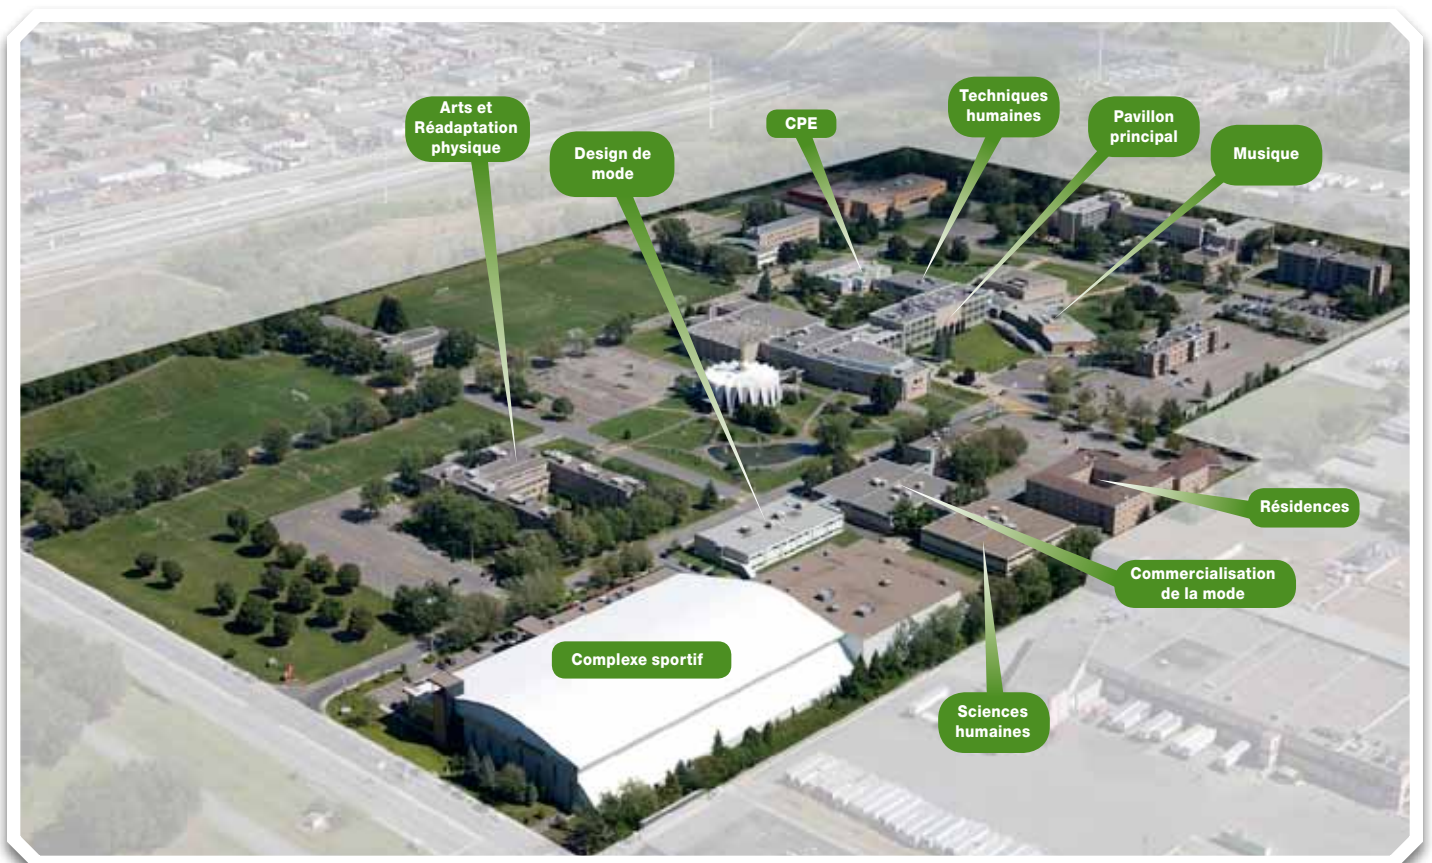 Arts et
Réadaptation
physique
Design de
mode
CPE
Techniques
humaines
Pavillon
principal
Musique
Résidences
Commercialisation
de la mode
Complexe sportif
Sciences
humaines